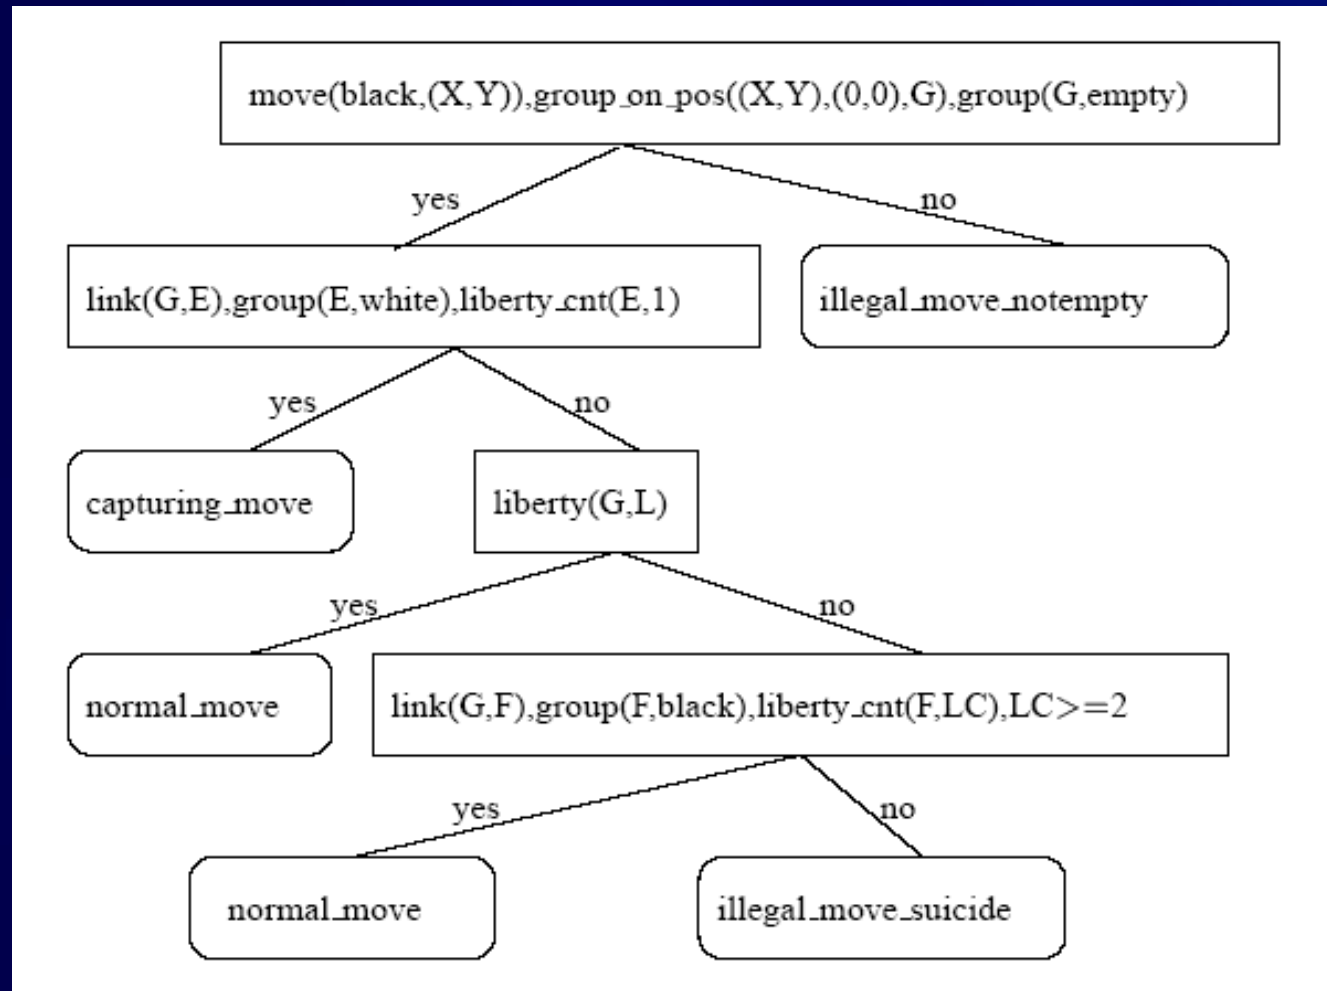 move(black,(X,Y)),group_on_pos((X,Y),(0,0),G),group(G,empty)
yes
no
link(G,E),group(E,white),liberty_cnt(E,1)
illegal_move_notempty
yes
no
capturing_move
liberty(G,L)
yes
no
normal_move
link(G,F),group(F,black),liberty_cnt(F,LC),LC>=2
yes
no
normal_move
illegal_move_suicide